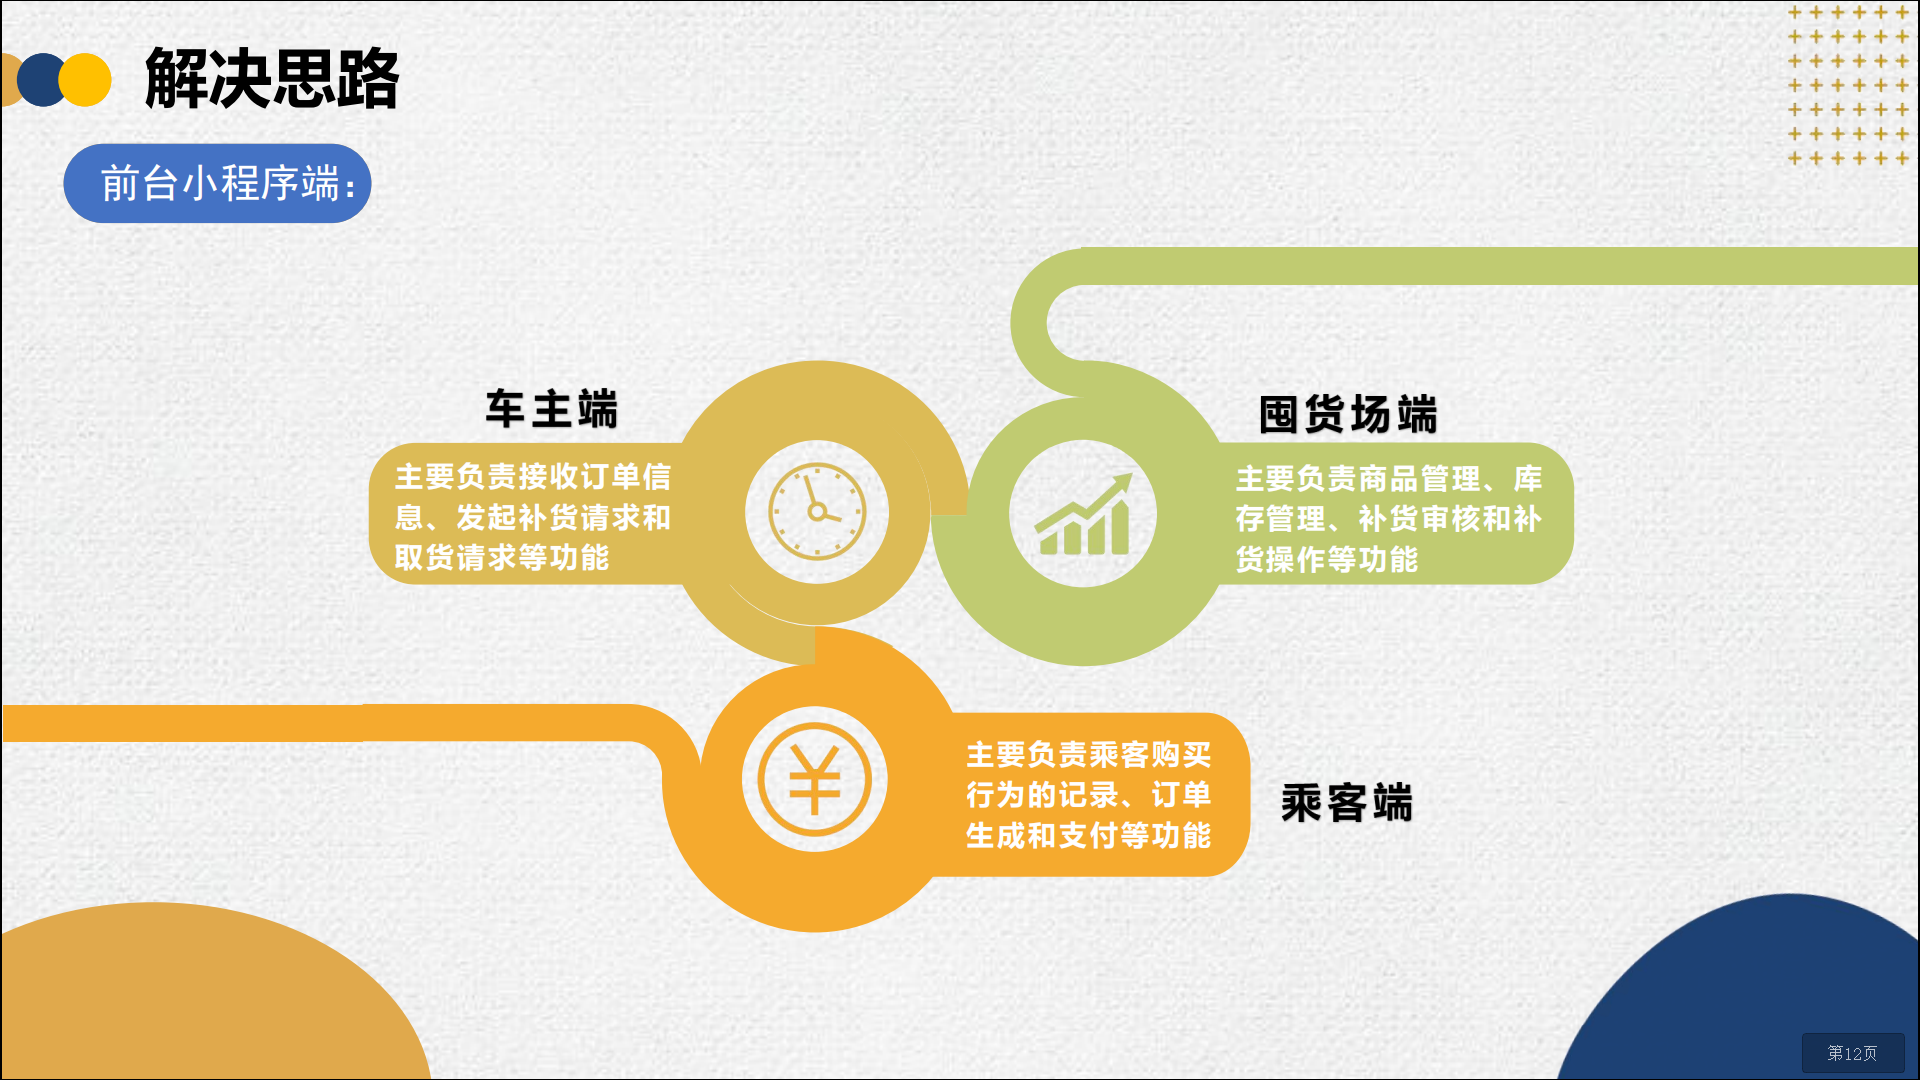 解决思路
前台小程序端：
车主端
主要负责接收订单信
息、发起补货请求和
取货请求等功能
囤货场端
主要负责商品管理、库
存管理、补货审核和补
货操作等功能
主要负责乘客购买
行为的记录、订单
生成和支付等功能
乘客端
第12页